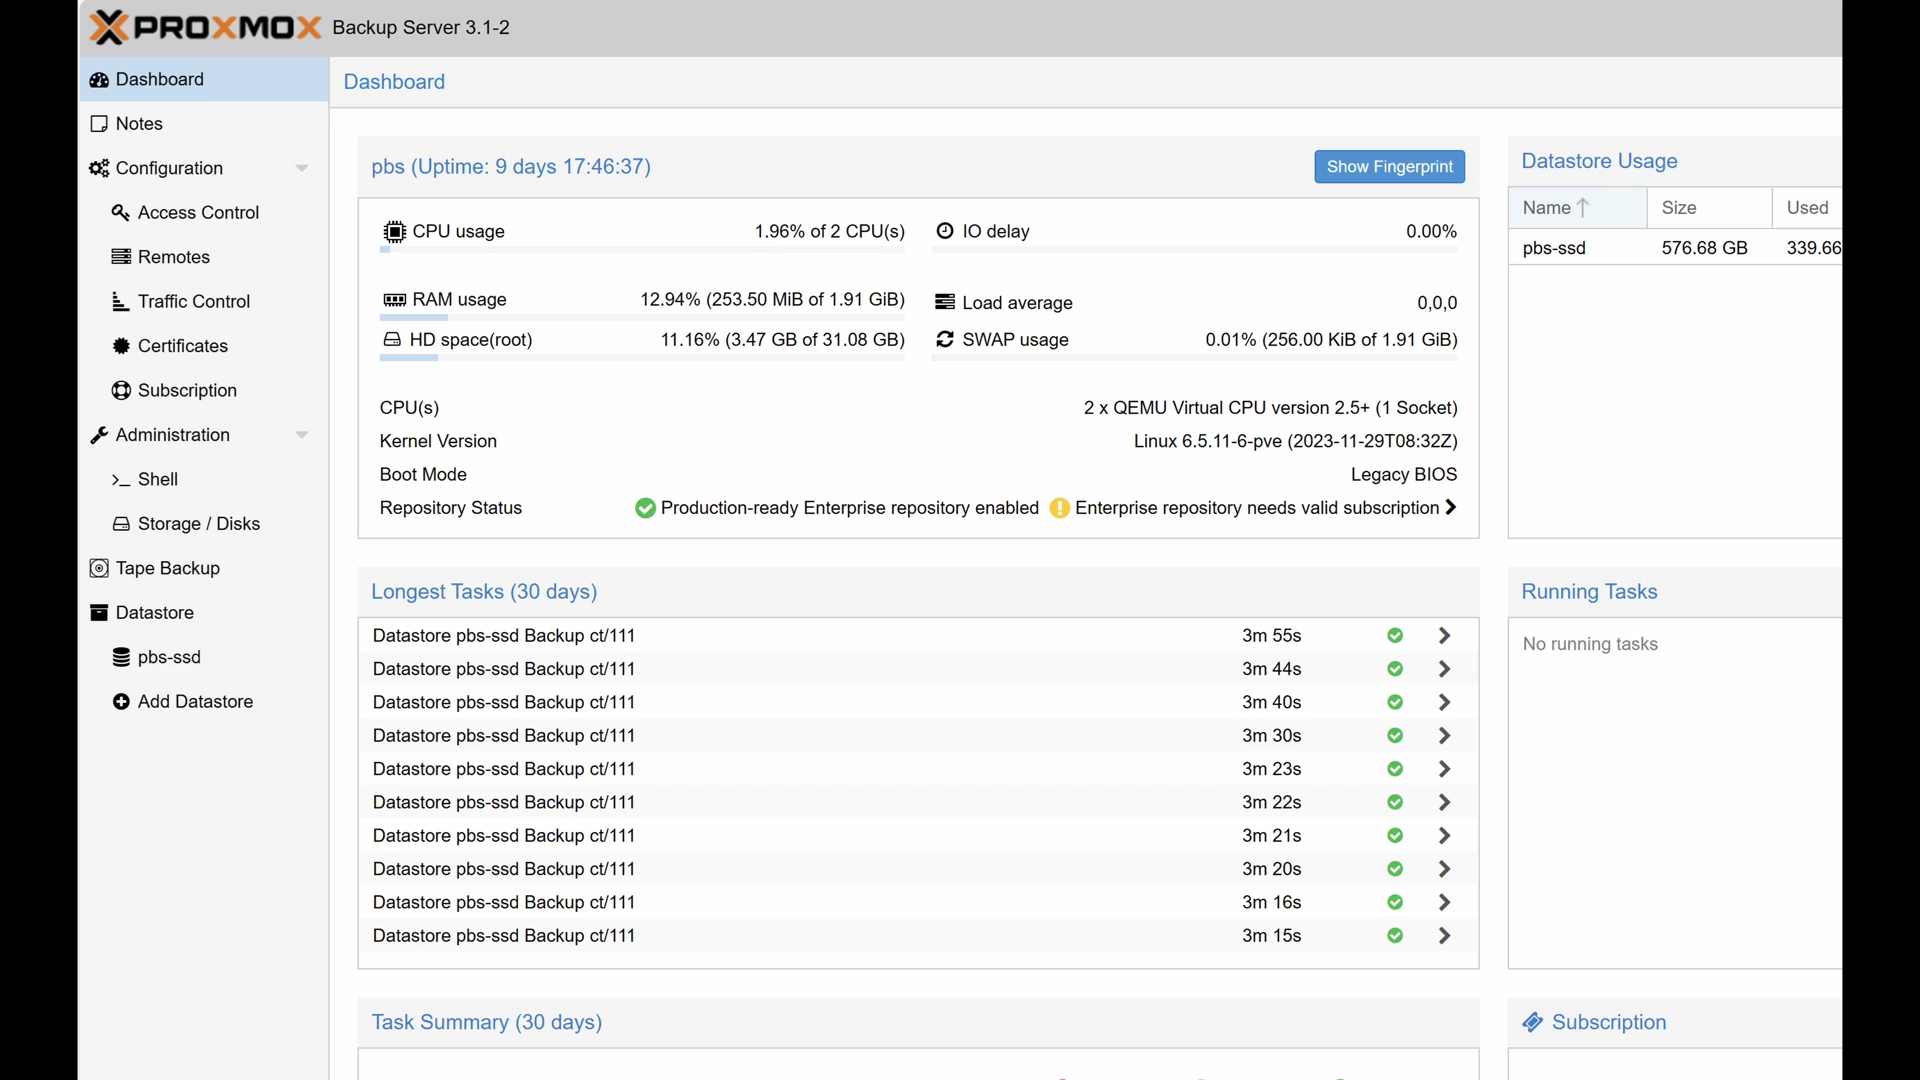 PROXMOX Backup Server 3.1-2
Dashboard
Notes
Configuration
Access Control
Remotes
Traffic Control
Certificates
Subscription
Administration
Shell
Storage / Disks
Tape Backup
Datastore
pbs-ssd
Add Datastore
Dashboard
pbs (Uptime: 9 days 17:46:37)
Show Fingerprint
CPU usage 1.96% of 2 CPU(s)
IO delay 0.00%
RAM usage 12.94% (253.50 MiB of 1.91 GiB)
Load average 0,0,0
HD space(root) 11.16% (3.47 GB of 31.08 GB)
SWAP usage 0.01% (256.00 KiB of 1.91 GiB)
CPU(s) 2 x QEMU Virtual CPU version 2.5+ (1 Socket)
Kernel Version Linux 6.5.11-6-pve (2023-11-29T08:32Z)
Boot Mode Legacy BIOS
Repository Status Production-ready Enterprise repository enabled Enterprise repository needs valid subscription
Datastore Usage
Name Size Used
pbs-ssd 576.68 GB 339.66
Longest Tasks (30 days)
Datastore pbs-ssd Backup ct/111 3m 55s
Datastore pbs-ssd Backup ct/111 3m 44s
Datastore pbs-ssd Backup ct/111 3m 40s
Datastore pbs-ssd Backup ct/111 3m 30s
Datastore pbs-ssd Backup ct/111 3m 23s
Datastore pbs-ssd Backup ct/111 3m 22s
Datastore pbs-ssd Backup ct/111 3m 21s
Datastore pbs-ssd Backup ct/111 3m 20s
Datastore pbs-ssd Backup ct/111 3m 16s
Datastore pbs-ssd Backup ct/111 3m 15s
Running Tasks
No running tasks
Task Summary (30 days)
Subscription